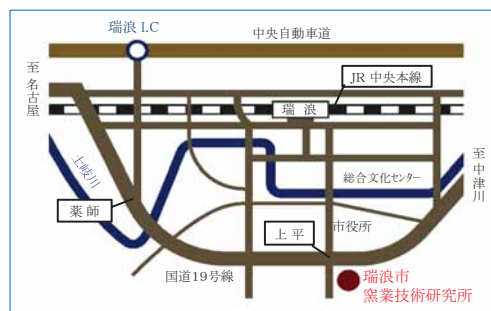 瑞浪 I.C
中央自動車道
至名古屋
JR 中央本線
瑞 浪
至中津川
土岐川
総合文化センター
薬 師
上 平
市役所
国道19号線
瑞浪市
窯業技術研究所